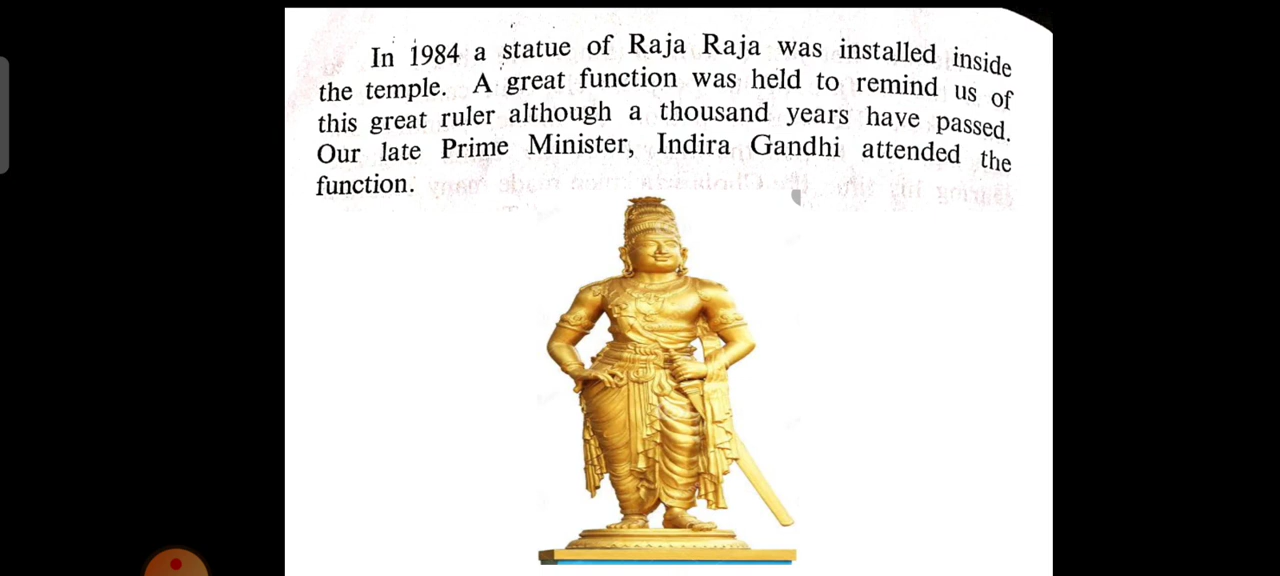 In 1984 a statue of Raja Raja was installed inside
the temple. A great function was held to remind us of
this great ruler although a thousand years have passed.
Our late Prime Minister, Indira Gandhi attended the
function.